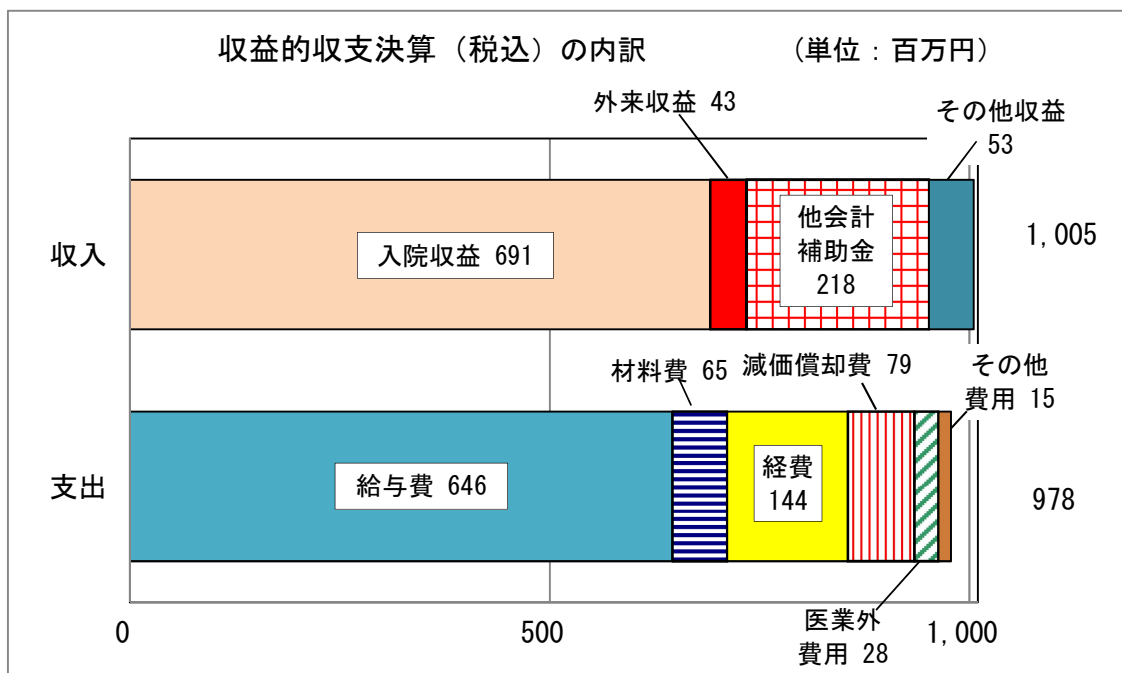 収益的収支決算（税込）の内訳 （単位：百万円）
外来収益 43
その他収益
53
収入
入院収益 691
他会計
補助金
218
1,005
材料費 65
減価償却費 79
その他
費用 15
支出
給与費 646
経費
144
978
医業外
費用 28
0 500 1,000